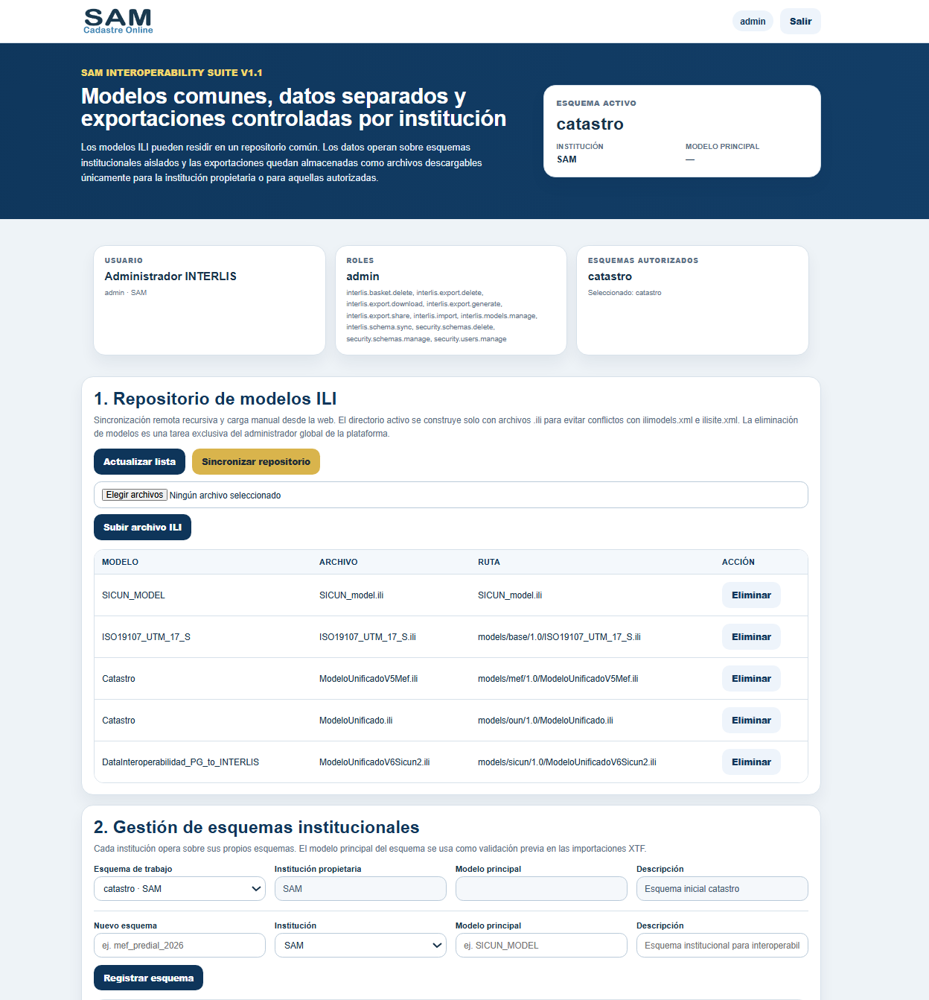 SAM
Cadastre Online
admin
Salir
SAM INTEROPERABILITY SUITE V1.1
Modelos comunes, datos separados y
exportaciones controladas por institución
Los modelos ILI pueden residir en un repositorio común. Los datos operan sobre esquemas
institucionales aislados y las exportaciones quedan almacenadas como archivos descargables
únicamente para la institución propietaria o para aquellas autorizadas.
ESQUEMA ACTIVO
catastro
INSTITUCIÓN
MODELO PRINCIPAL
SAM
—
USUARIO
Administrador INTERLIS
admin · SAM
ROLES
admin
interlis.basket.delete, interlis.export.delete,
interlis.export.download, interlis.export.generate,
interlis.export.share, interlis.import, interlis.models.manage,
interlis.schema.sync, security.schemas.delete,
security.schemas.manage, security.users.manage
ESQUEMAS AUTORIZADOS
catastro
Seleccionado: catastro
1. Repositorio de modelos ILI
Sincronización remota recursiva y carga manual desde la web. El directorio activo se construye solo con archivos .ili para evitar conflictos con ilimodels.xml e ilisite.xml. La eliminación
de modelos es una tarea exclusiva del administrador global de la plataforma.
Actualizar lista
Sincronizar repositorio
Elegir archivos Ningún archivo seleccionado
Subir archivo ILI
MODELO ARCHIVO RUTA ACCIÓN
SICUN_MODEL SICUN_model.ili SICUN_model.ili Eliminar
ISO19107_UTM_17_S ISO19107_UTM_17_S.ili models/base/1.0/ISO19107_UTM_17_S.ili Eliminar
Catastro ModeloUnificadoV5Mef.ili models/mef/1.0/ModeloUnificadoV5Mef.ili Eliminar
Catastro ModeloUnificado.ili models/oun/1.0/ModeloUnificado.ili Eliminar
DataInteroperabilidad_PG_to_INTERLIS ModeloUnificadoV6Sicun2.ili models/sicun/1.0/ModeloUnificadoV6Sicun2.ili Eliminar
2. Gestión de esquemas institucionales
Cada institución opera sobre sus propios esquemas. El modelo principal del esquema se usa como validación previa en las importaciones XTF.
Esquema de trabajo Institución propietaria Modelo principal Descripción
catastro · SAM SAM Esquema inicial catastro
Nuevo esquema Institución Modelo principal Descripción
ej. mef_predial_2026 SAM ej. SICUN_MODEL Esquema institucional para interoperabil
Registrar esquema